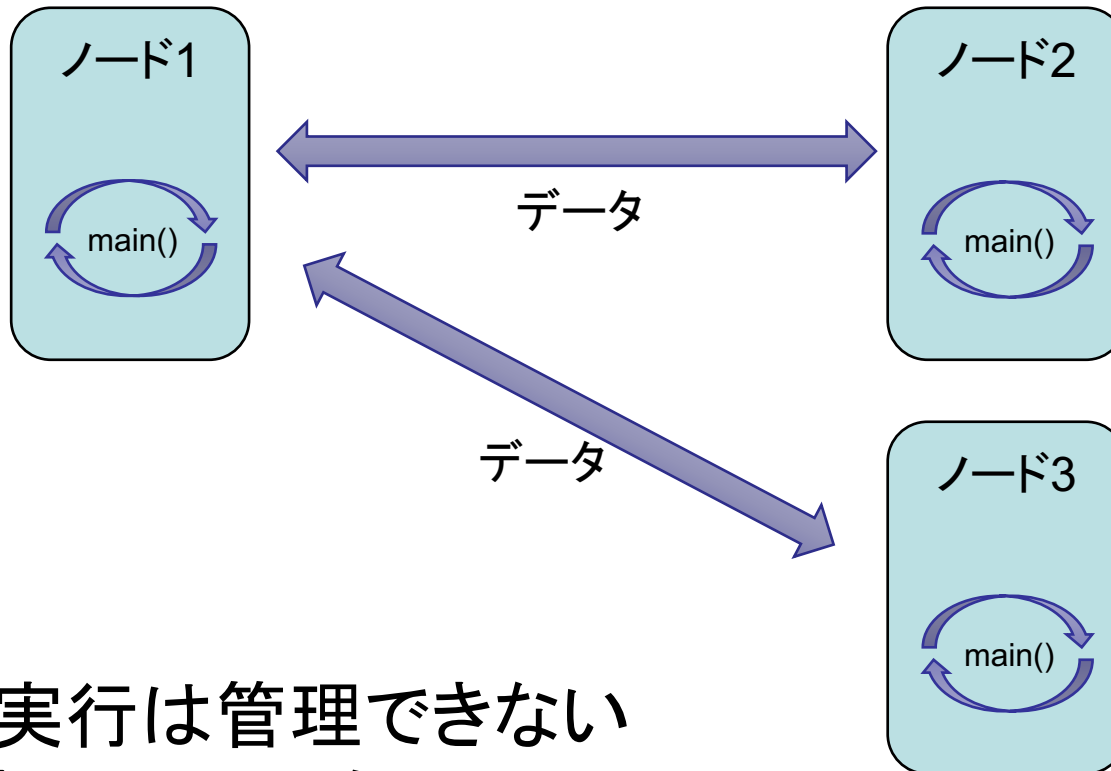 ノード1
main()
データ
ノード2
main()
データ
ノード3
main()
実行は管理できない